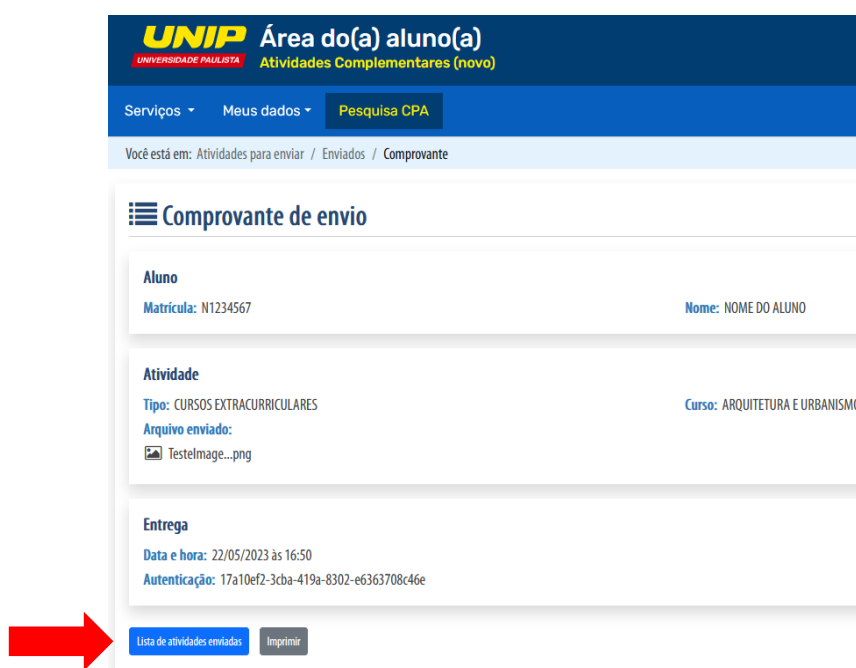 UNIP
UNIVERSIDADE PAULISTA
Área do(a) aluno(a)
Atividades Complementares (novo)
Serviços Meus dados Pesquisa CPA
Você está em: Atividades para enviar / Enviados / Comprovante
Comprovante de envio
Aluno
Matrícula: N1234567 Nome: NOME DO ALUNO
Atividade
Tipo: CURSOS EXTRACURRICULARES Curso: ARQUITETURA E URBANISMO
Arquivo enviado:
TesteImage...png
Entrega
Data e hora: 22/05/2023 às 16:50
Autenticação: 17a10ef2-3cba-419a-8302-e6363708c46e
Lista de atividades enviadas Imprimir